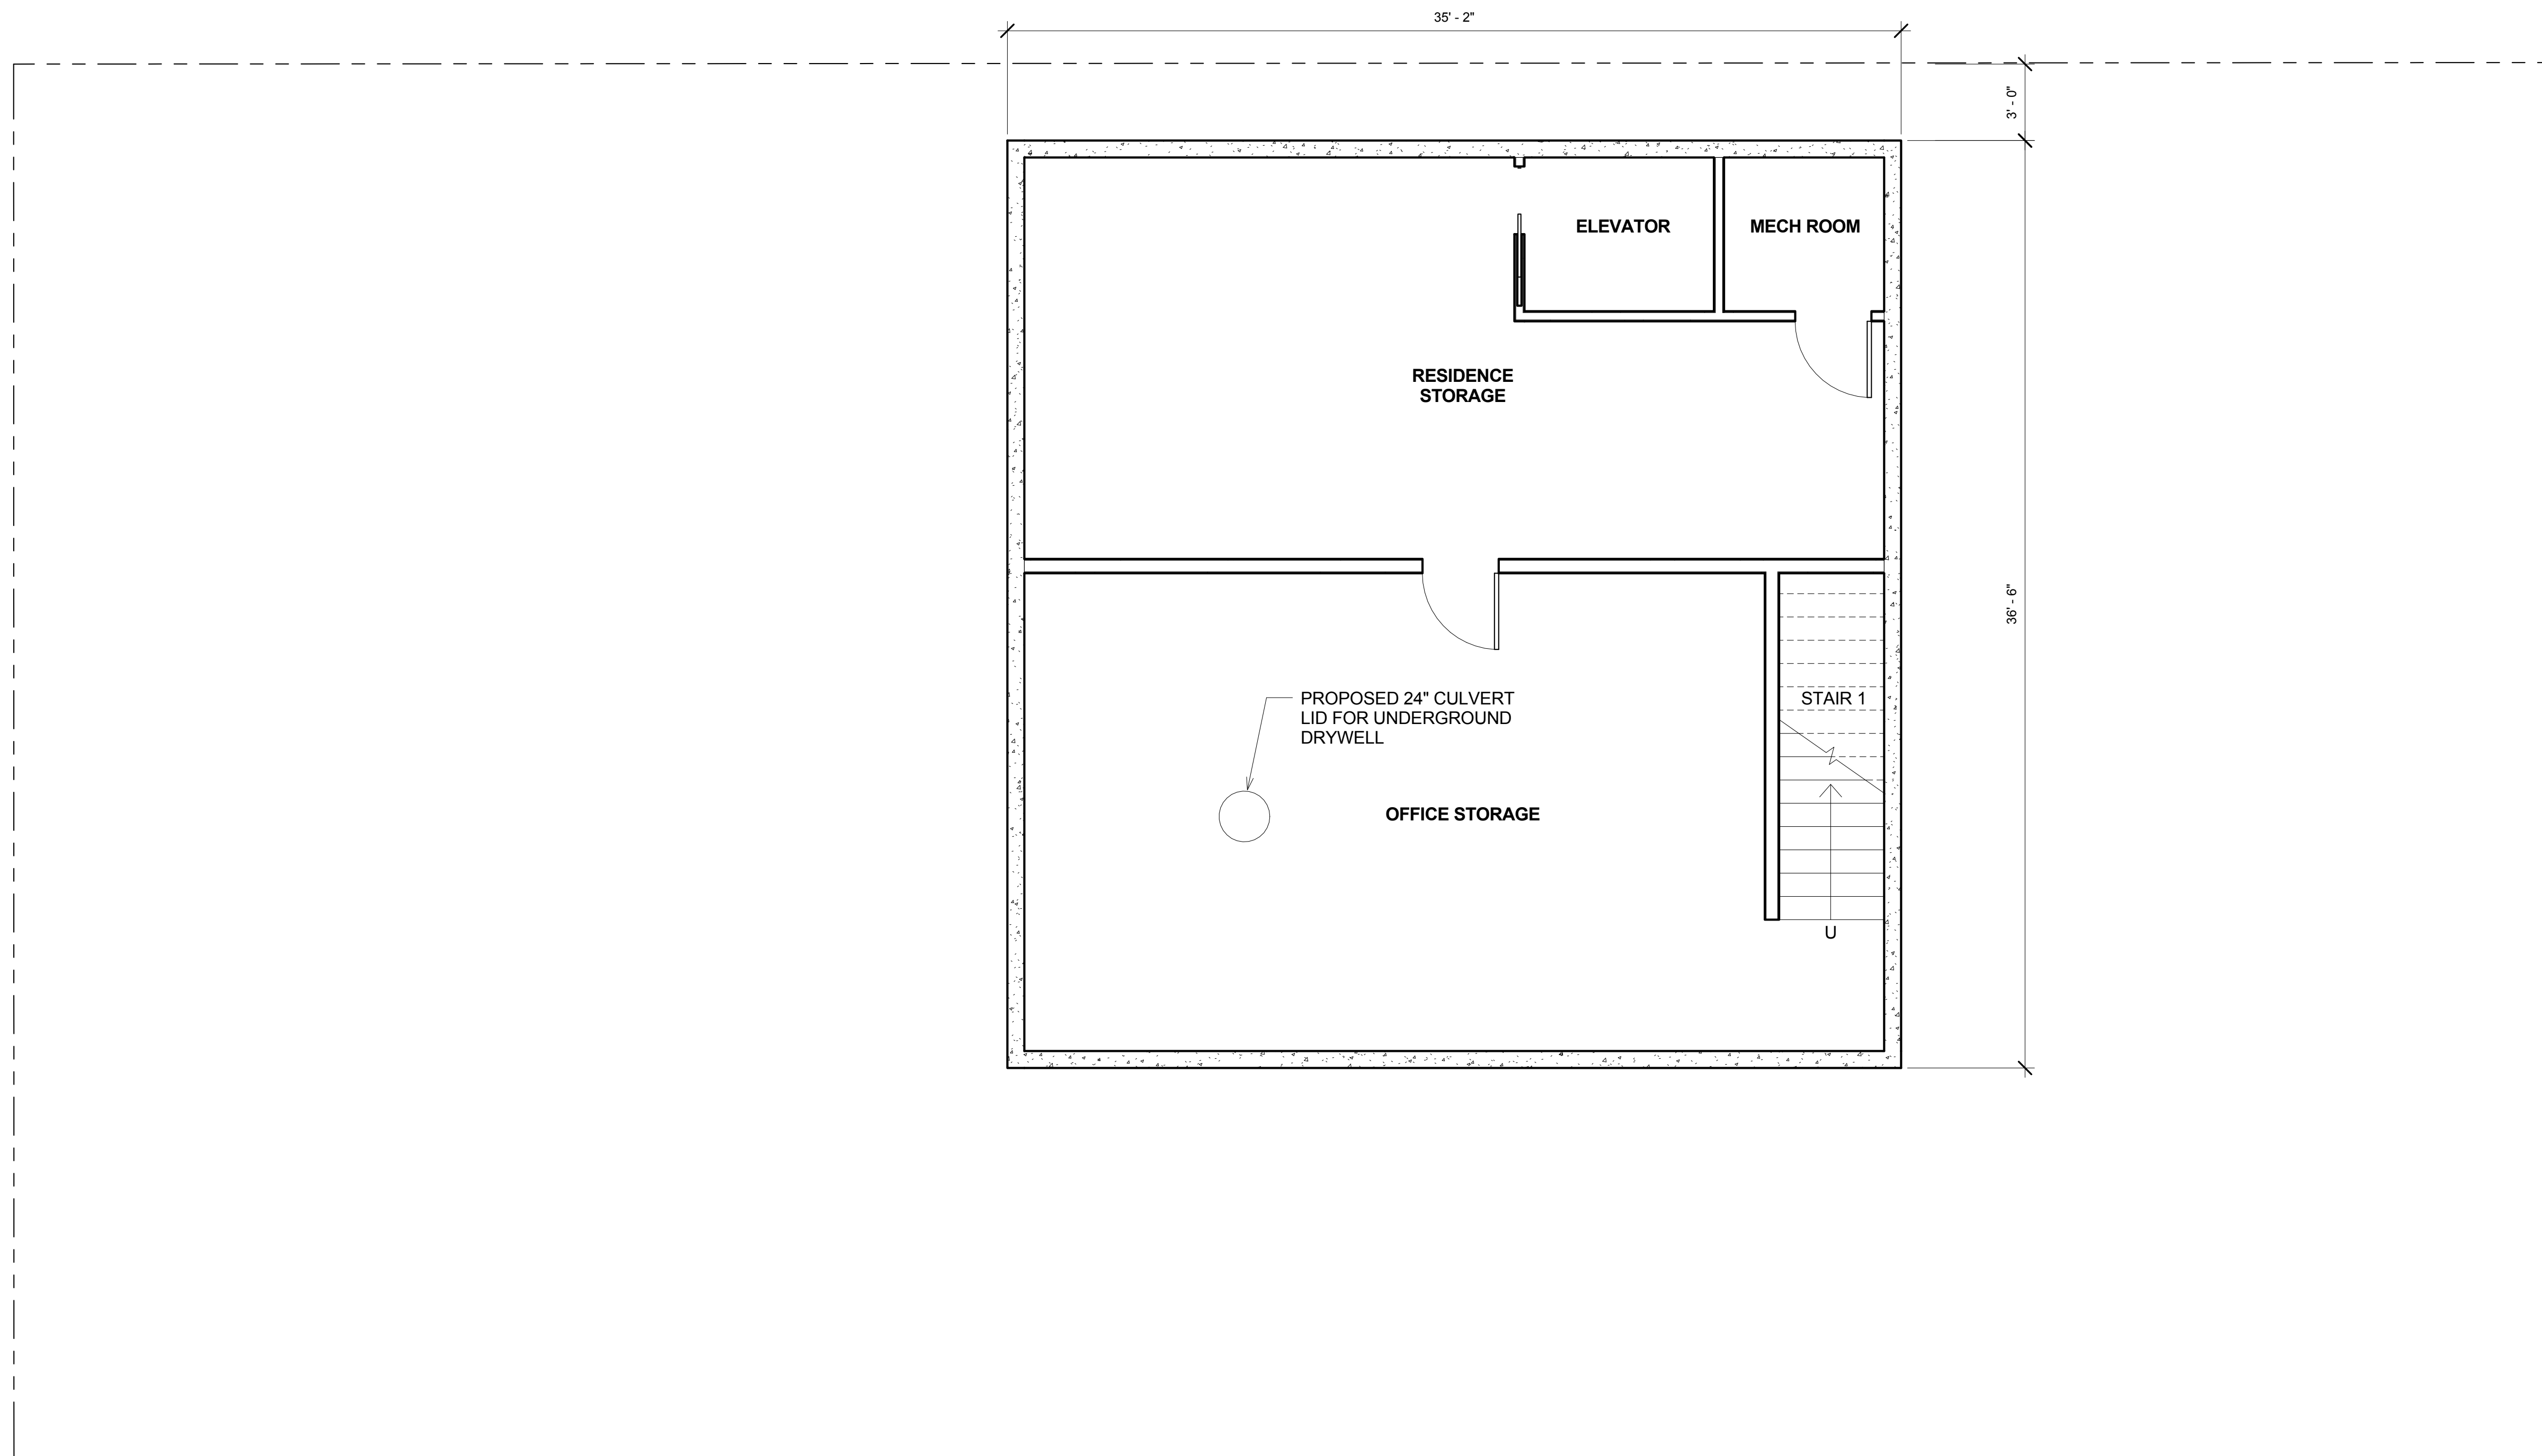 35' - 2"
3' - 0"
ELEVATOR
MECH ROOM
RESIDENCE
STORAGE
36' - 6"
PROPOSED 24" CULVERT
LID FOR UNDERGROUND
DRYWELL
STAIR 1
OFFICE STORAGE
U